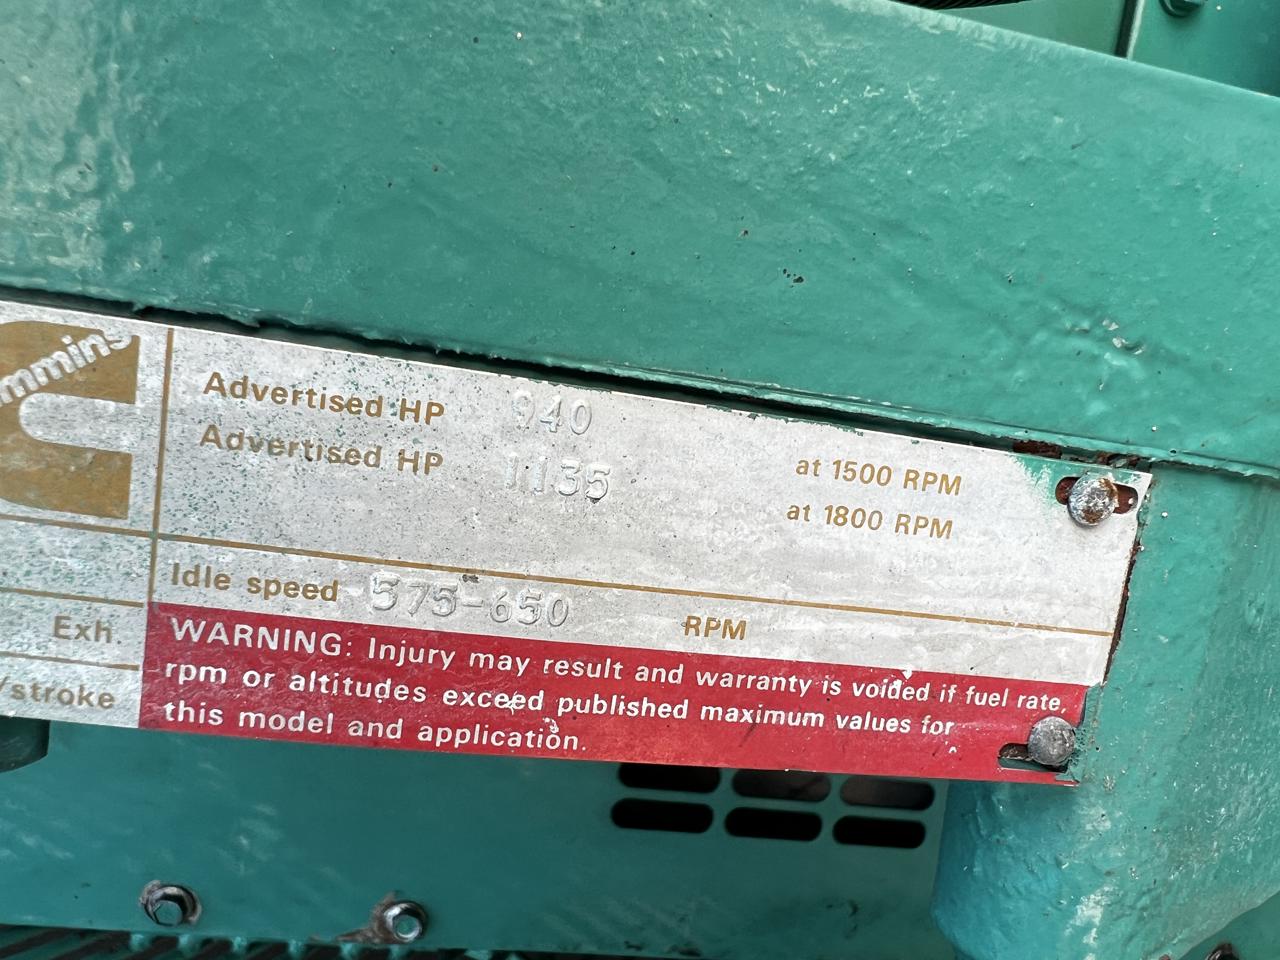 mmins
Advertised HP 940 at 1500 RPM
Advertised HP 1135 at 1800 RPM
Idle speed 575-650 RPM
Exh.
/stroke
WARNING: Injury may result and warranty is voided if fuel rate,
rpm or altitudes exceed published maximum values for
this model and application.